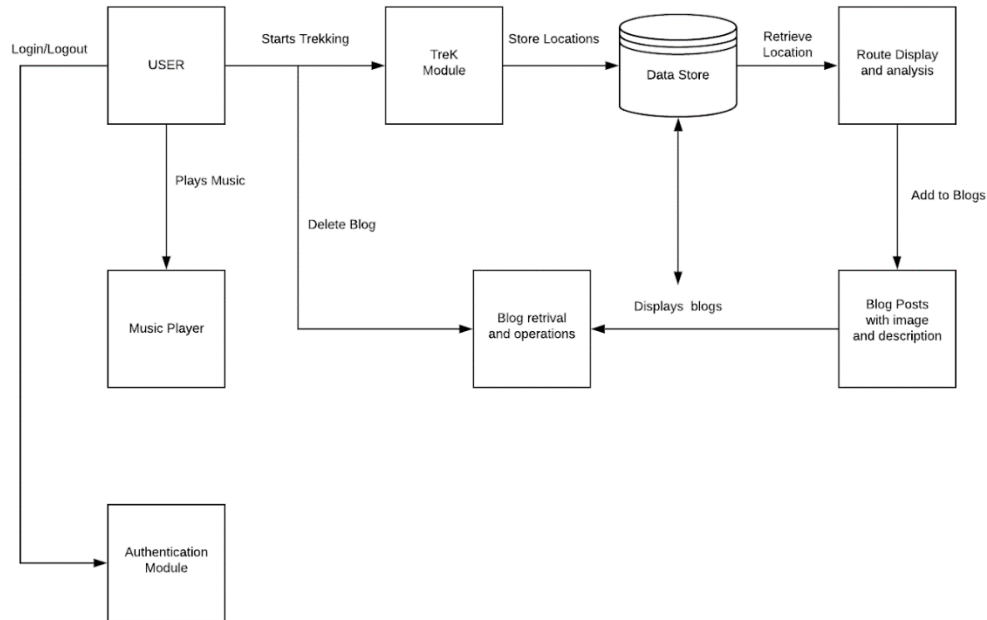 Login/Logout
USER
Starts Trekking
TreK
Module
Store Locations
Data Store
Retrieve
Location
Route Display
and analysis
Plays Music
Delete Blog
Add to Blogs
Music Player
Blog retrival
and operations
Displays blogs
Blog Posts
with image
and description
Authentication
Module